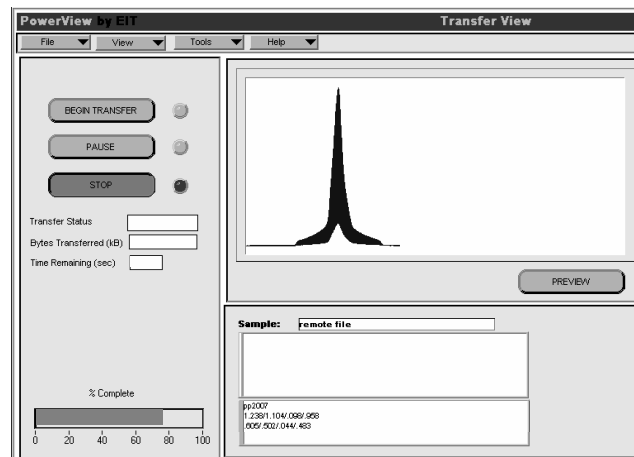 PowerView by EIT Transfer View
File View Tools Help
BEGIN TRANSFER
PAUSE
STOP
Transfer Status
Bytes Transferred (kB)
Time Remaining (sec)
PREVIEW
Sample: remote file
pp2007
1.238/1.104/.098/.958
.605/.502/.044/.483
% Complete
0 20 40 60 80 100